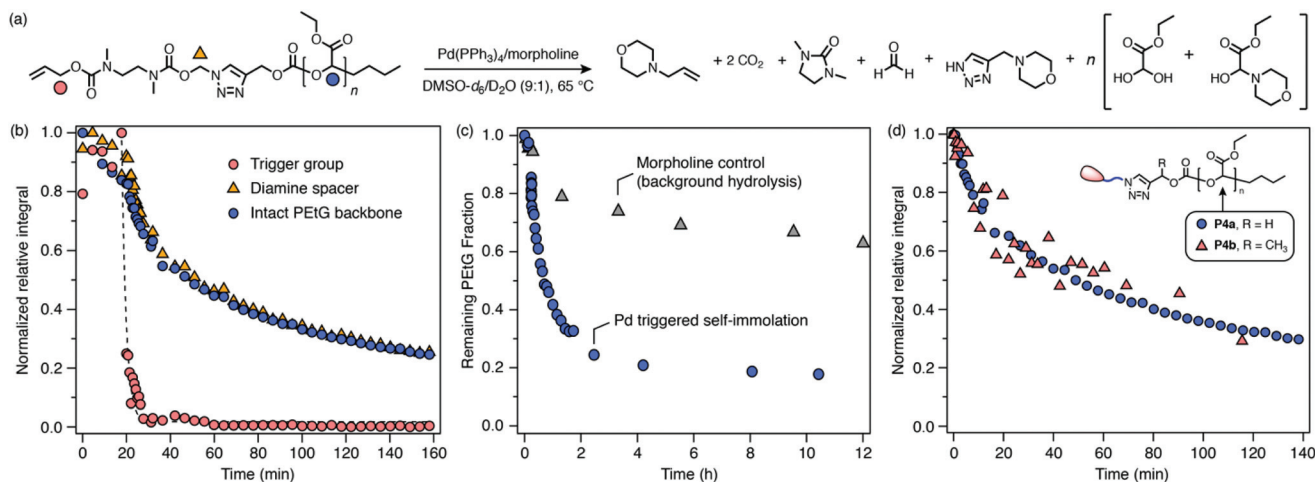 (a)
Pd(PPh3)4/morpholine
DMSO-d6/D2O (9:1), 65 °C
+ 2 CO2 + + + + n
(b)
Normalized relative integral
1.0
0.8
0.6
0.4
0.2
0.0
Trigger group
Diamine spacer
Intact PEtG backbone
0 20 40 60 80 100 120 140 160
Time (min)
(c)
Remaining PEtG Fraction
1.0
0.8
0.6
0.4
0.2
0.0
Morpholine control
(background hydrolysis)
Pd triggered self-immolation
0 2 4 6 8 10 12
Time (h)
(d)
Normalized relative integral
1.0
0.8
0.6
0.4
0.2
0.0
P4a, R = H
P4b, R = CH3
0 20 40 60 80 100 120 140
Time (min)